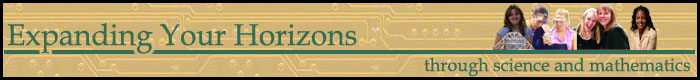 Expanding Your Horizons
through science and mathematics